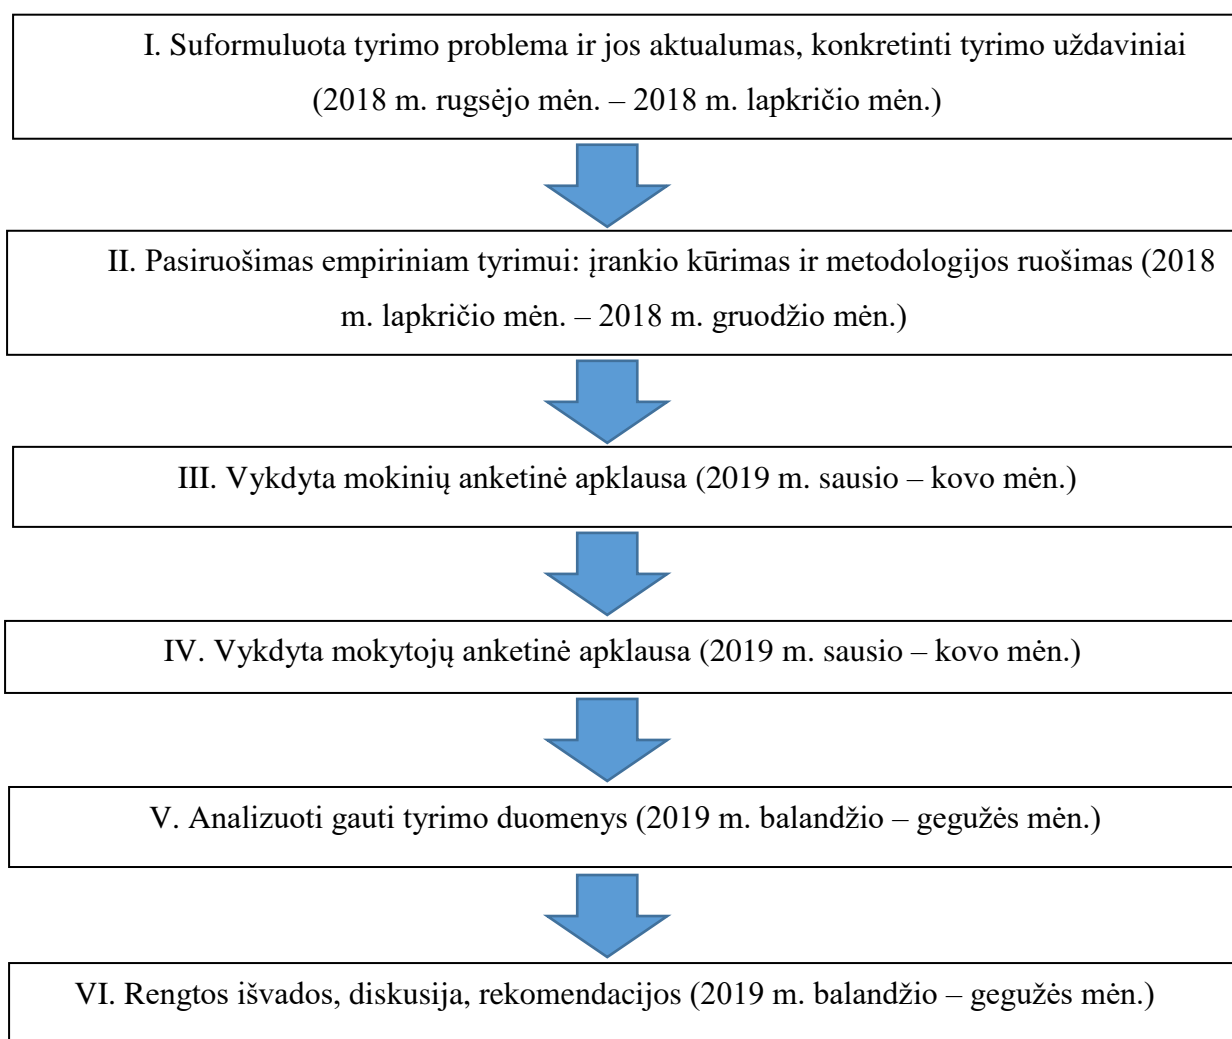 I. Suformuluota tyrimo problema ir jos aktualumas, konkretinti tyrimo uždaviniai
(2018 m. rugsėjo mėn. – 2018 m. lapkričio mėn.)
II. Pasiruošimas empiriniam tyrimui: įrankio kūrimas ir metodologijos ruošimas (2018
m. lapkričio mėn. – 2018 m. gruodžio mėn.)
III. Vykdyta mokinių anketinė apklausa (2019 m. sausio – kovo mėn.)
IV. Vykdyta mokytojų anketinė apklausa (2019 m. sausio – kovo mėn.)
V. Analizuoti gauti tyrimo duomenys (2019 m. balandžio – gegužės mėn.)
VI. Rengtos išvados, diskusija, rekomendacijos (2019 m. balandžio – gegužės mėn.)